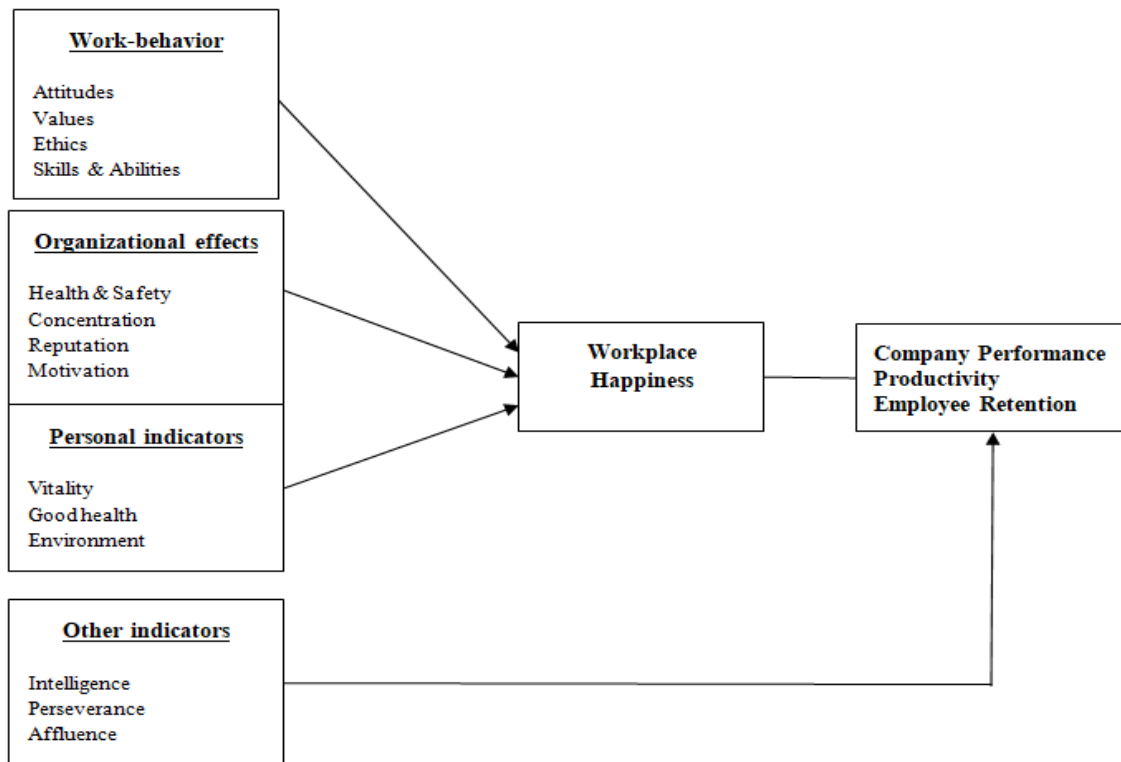 Work-behavior
Attitudes
Values
Ethics
Skills & Abilities
Organizational effects
Health & Safety
Concentration
Reputation
Motivation
Personal indicators
Vitality
Good health
Environment
Other indicators
Intelligence
Perseverance
Affluence
Workplace
Happiness
Company Performance
Productivity
Employee Retention